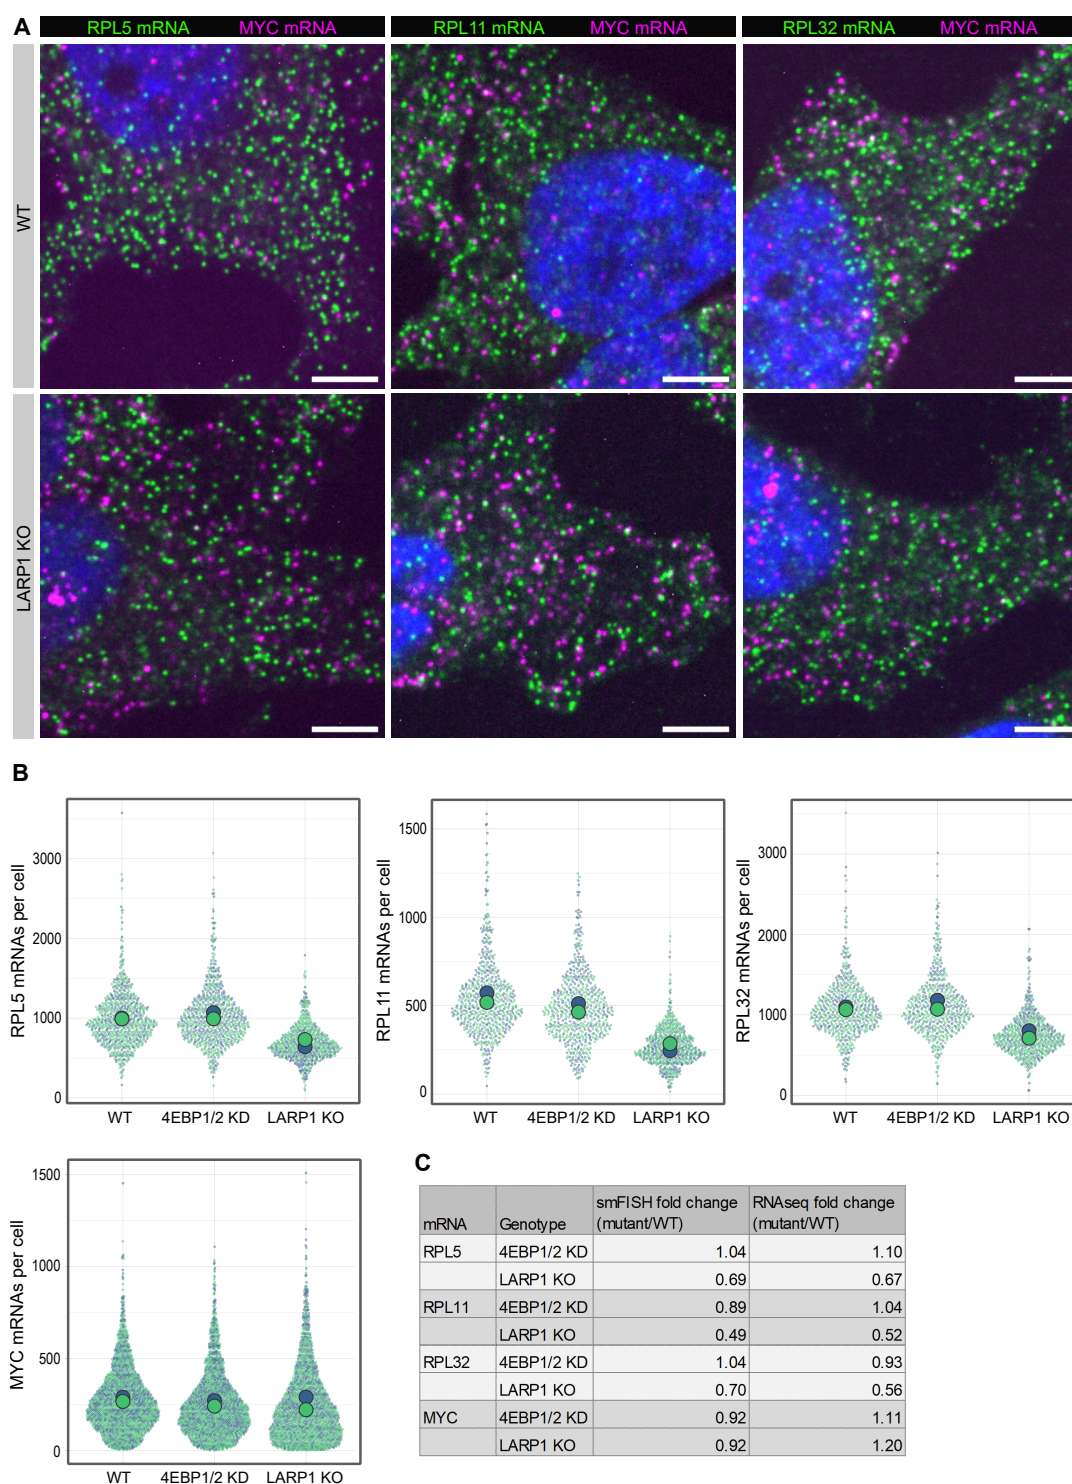 A
RPL5 mRNA MYC mRNA RPL11 mRNA MYC mRNA RPL32 mRNA MYC mRNA
WT
LARP1 KO
B
RPL5 mRNAs per cell
3000
2000
1000
0
WT 4EBP1/2 KD LARP1 KO
RPL11 mRNAs per cell
1500
1000
500
0
WT 4EBP1/2 KD LARP1 KO
RPL32 mRNAs per cell
3000
2000
1000
0
WT 4EBP1/2 KD LARP1 KO
MYC mRNAs per cell
1500
1000
500
0
WT 4EBP1/2 KD LARP1 KO
C
mRNA Genotype smFISH fold change (mutant/WT) RNAseq fold change (mutant/WT)
RPL5 4EBP1/2 KD 1.04 1.10
LARP1 KO 0.69 0.67
RPL11 4EBP1/2 KD 0.89 1.04
LARP1 KO 0.49 0.52
RPL32 4EBP1/2 KD 1.04 0.93
LARP1 KO 0.70 0.56
MYC 4EBP1/2 KD 0.92 1.11
LARP1 KO 0.92 1.20